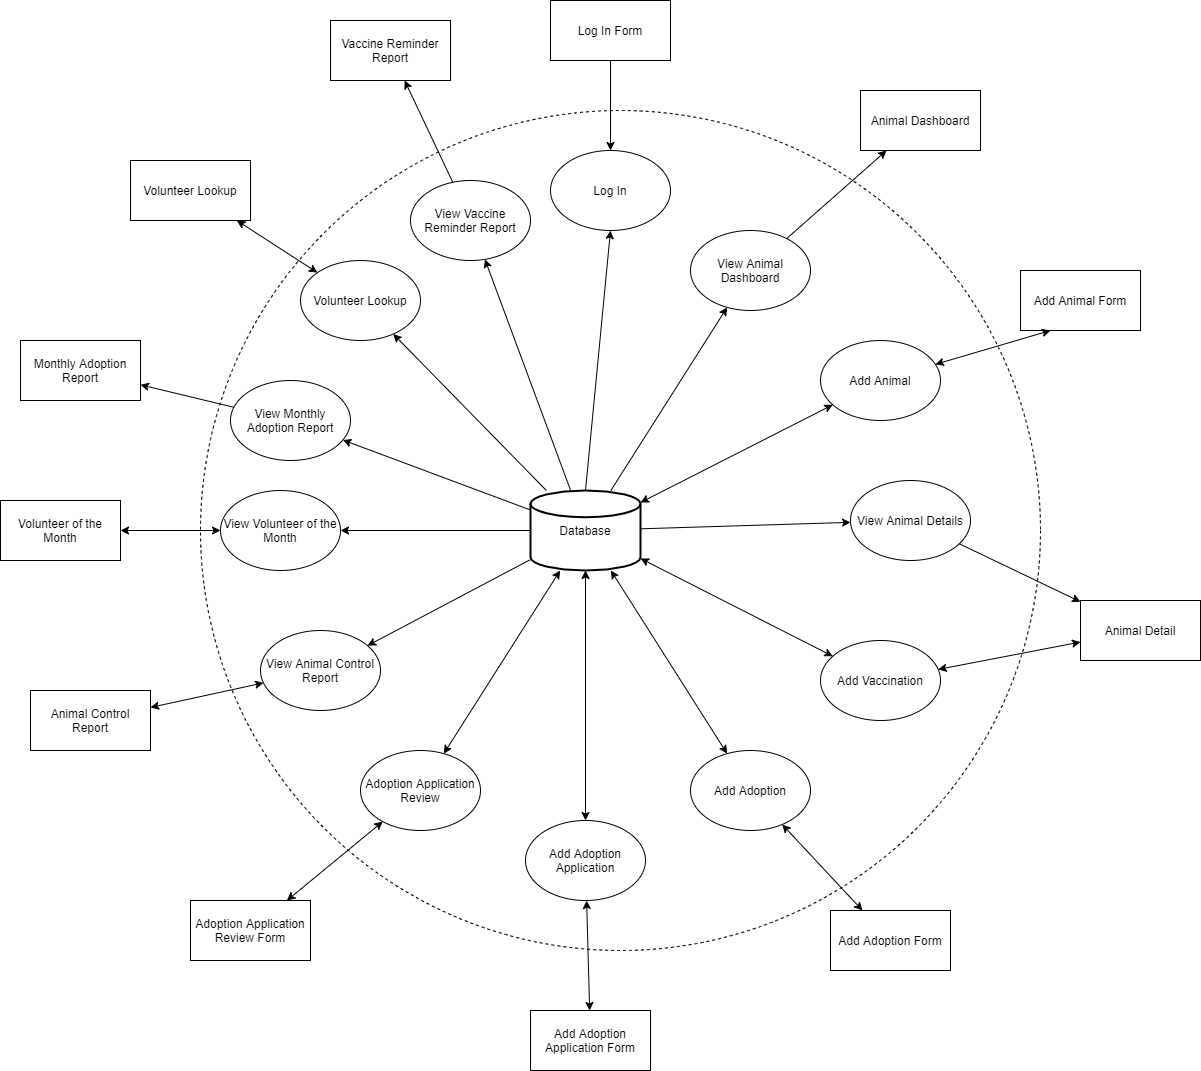 Log In Form
Vaccine Reminder
Report
Animal Dashboard
Volunteer Lookup
Log In
View Vaccine
Reminder Report
View Animal
Dashboard
Volunteer Lookup
Add Animal Form
Monthly Adoption
Report
Add Animal
View Monthly
Adoption Report
Volunteer of the
Month
View Volunteer of the
Month
Database
View Animal Details
Animal Detail
View Animal Control
Report
Add Vaccination
Animal Control
Report
Adoption Application
Review
Add Adoption
Add Adoption
Application
Adoption Application
Review Form
Add Adoption Form
Add Adoption
Application Form